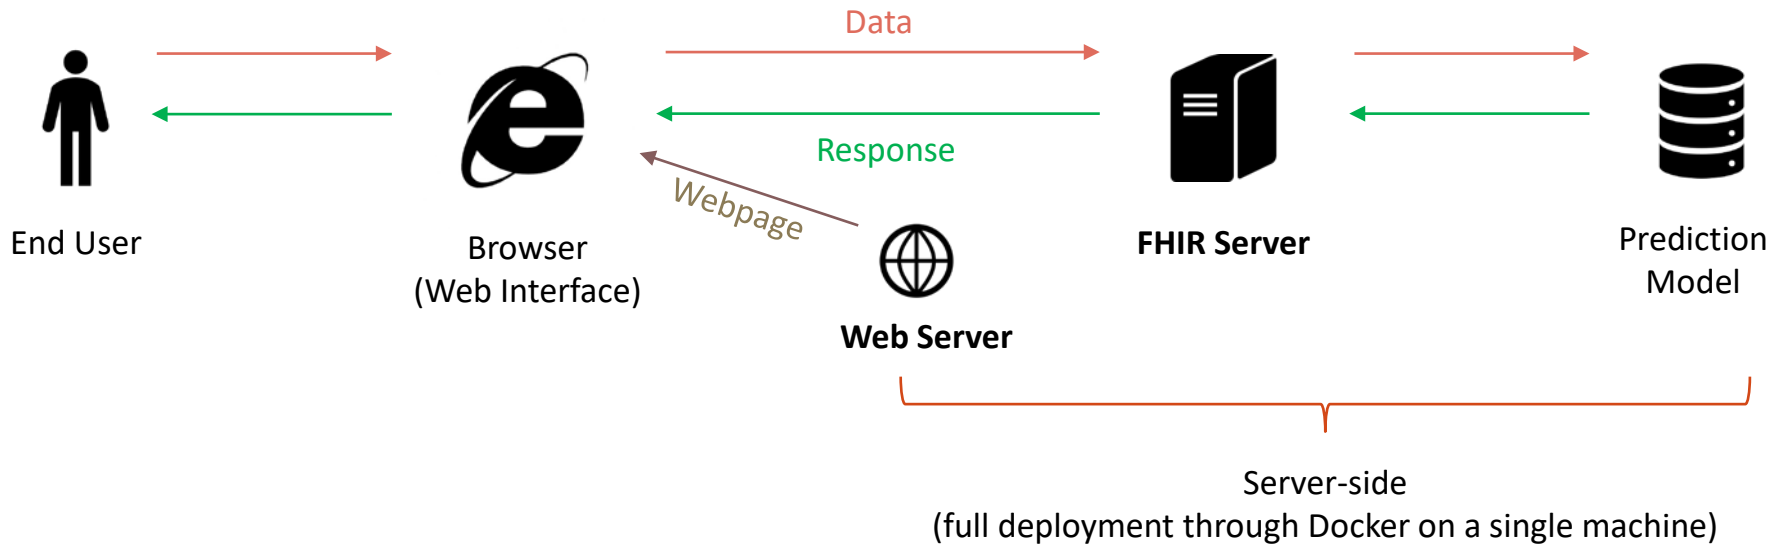 Data
Response
Webpage
End User
Browser
(Web Interface)
Web Server
FHIR Server
Prediction
Model
Server-side
(full deployment through Docker on a single machine)